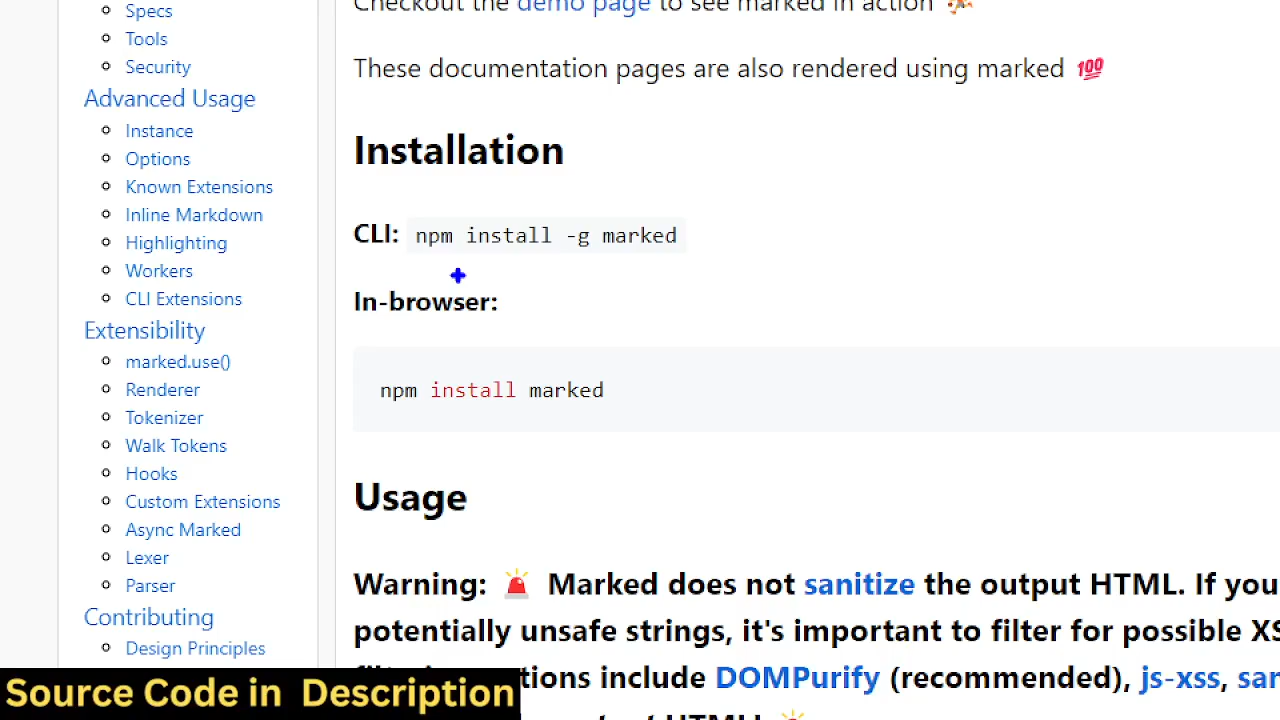 Specs
Tools
Security
Advanced Usage
Instance
Options
Known Extensions
Inline Markdown
Highlighting
Workers
CLI Extensions
Extensibility
marked.use()
Renderer
Tokenizer
Walk Tokens
Hooks
Custom Extensions
Async Marked
Lexer
Parser
Contributing
Design Principles
Checkout the demo page to see marked in action ⛹️
These documentation pages are also rendered using marked 💯
Installation
CLI: npm install -g marked
In-browser:
npm install marked
Usage
Warning: 🚨 Marked does not sanitize the output HTML. If you
potentially unsafe strings, it's important to filter for possible XS
include DOMPurify (recommended), js-xss, sar
HTML! 🚨
Source Code in Description